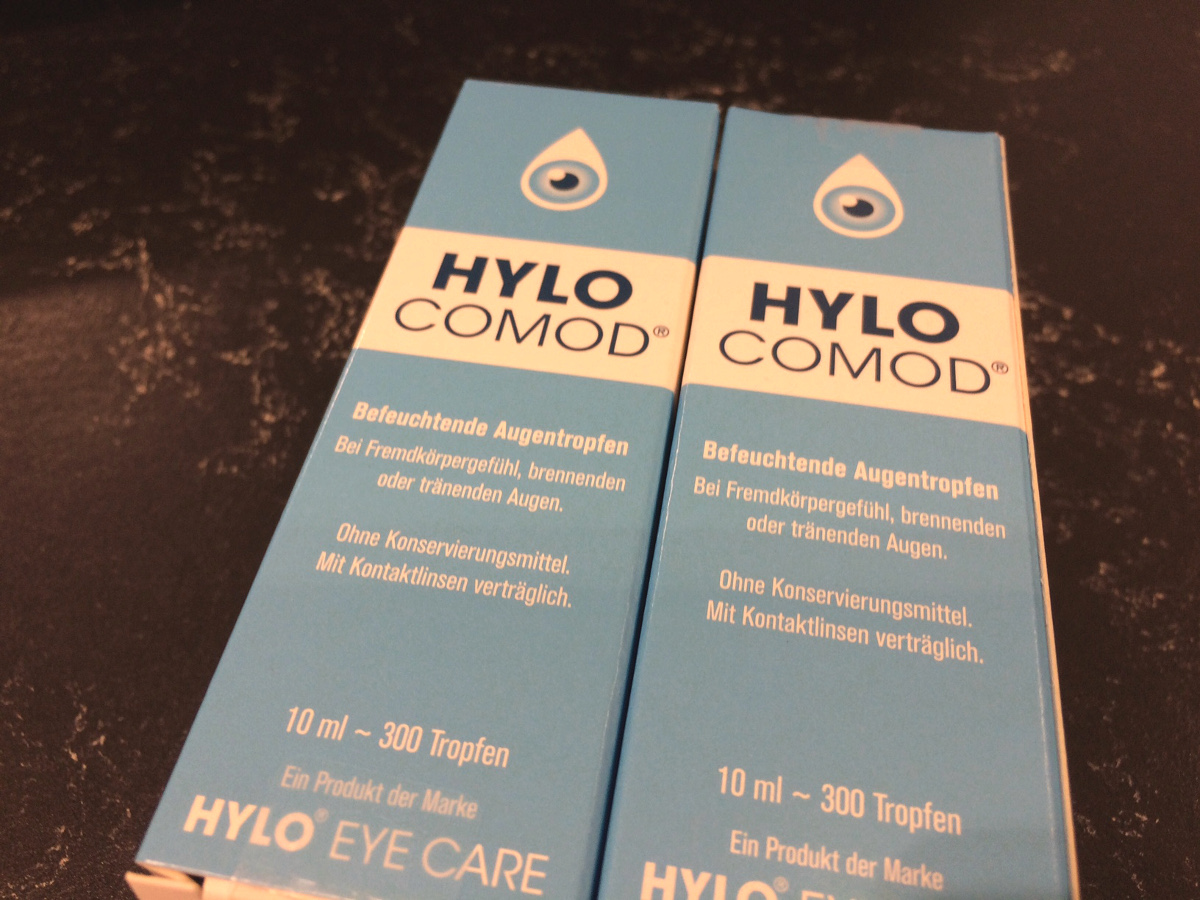 HYLO
COMOD®
Befeuchtende Augentropfen
Bei Fremdkörpergefühl, brennenden
oder tränenden Augen.
Ohne Konservierungsmittel.
Mit Kontaktlinsen verträglich.
10 ml ~ 300 Tropfen
Ein Produkt der Marke
HYLO® EYE CARE
HYLO
COMOD®
Befeuchtende Augentropfen
Bei Fremdkörpergefühl, brennenden
oder tränenden Augen.
Ohne Konservierungsmittel.
Mit Kontaktlinsen verträglich.
10 ml ~ 300 Tropfen
Ein Produkt der Marke
HYLO®